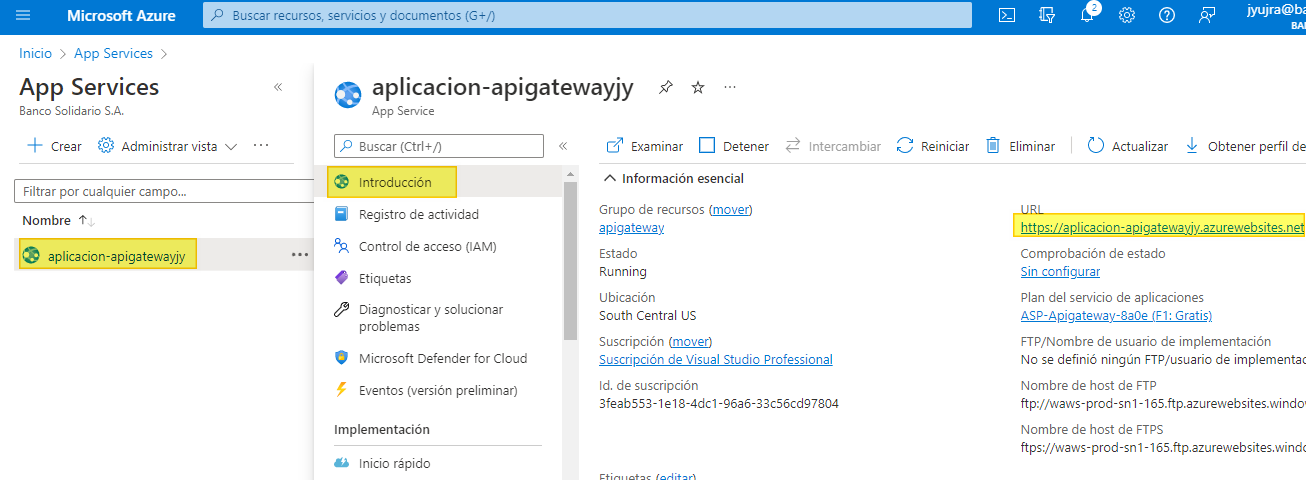 Microsoft Azure
Buscar recursos, servicios y documentos (G+/)
2
jyujra@ba
BAN
Inicio > App Services >
App Services
Banco Solidario S.A.
Crear
Administrar vista
Filtrar por cualquier campo...
Nombre
aplicacion-apigatewayjy
aplicacion-apigatewayjy
App Service
Buscar (Ctrl+/)
Introducción
Registro de actividad
Control de acceso (IAM)
Etiquetas
Diagnosticar y solucionar
problemas
Microsoft Defender for Cloud
Eventos (versión preliminar)
Implementación
Inicio rápido
Examinar
Detener
Intercambiar
Reiniciar
Eliminar
Actualizar
Obtener perfil de
Información esencial
Grupo de recursos (mover)
apigateway
Estado
Running
Ubicación
South Central US
Suscripción (mover)
Suscripción de Visual Studio Professional
Id. de suscripción
3feab553-1e18-4dc1-96a6-33c56cd97804
Etiquetas (editar)
URL
https://aplicacion-apigatewayjy.azurewebsites.net
Comprobación de estado
Sin configurar
Plan del servicio de aplicaciones
ASP-Apigateway-8a0e (F1: Gratis)
FTP/Nombre de usuario de implementación
No se definió ningún FTP/usuario de implementa
Nombre de host de FTP
ftp://waws-prod-sn1-165.ftp.azurewebsites.window
Nombre de host de FTPS
ftps://waws-prod-sn1-165.ftp.azurewebsites.windo